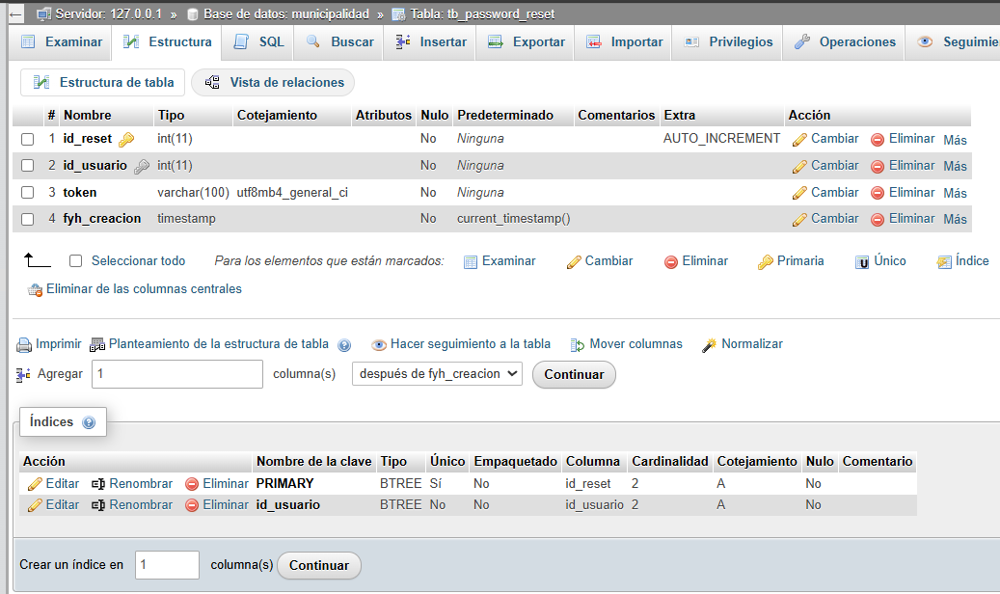 Servidor: 127.0.0.1 » Base de datos: municipalidad » Tabla: tb_password_reset
Examinar Estructura SQL Buscar Insertar Exportar Importar Privilegios Operaciones
Estructura de tabla Vista de relaciones
# Nombre Tipo Cotejamiento Atributos Nulo Predeterminado Comentarios Extra Acción
1 id_reset int(11) No Ninguna AUTO_INCREMENT Cambiar Eliminar Más
2 id_usuario int(11) No Ninguna Cambiar Eliminar Más
3 token varchar(100) utf8mb4_general_ci No Ninguna Cambiar Eliminar Más
4 fyh_creacion timestamp No current_timestamp() Cambiar Eliminar Más
Seleccionar todo Para los elementos que están marcados: Examinar Cambiar Eliminar Primaria Único Índice
Eliminar de las columnas centrales
Imprimir Planteamiento de la estructura de tabla Hacer seguimiento a la tabla Mover columnas Normalizar
Agregar 1 columna(s) después de fyh_creacion Continuar
Índices
Acción Nombre de la clave Tipo Único Empaquetado Columna Cardinalidad Cotejamiento Nulo Comentario
Editar Renombrar Eliminar PRIMARY BTREE Sí No id_reset 2 A No
Editar Renombrar Eliminar id_usuario BTREE No No id_usuario 2 A No
Crear un índice en 1 columna(s) Continuar